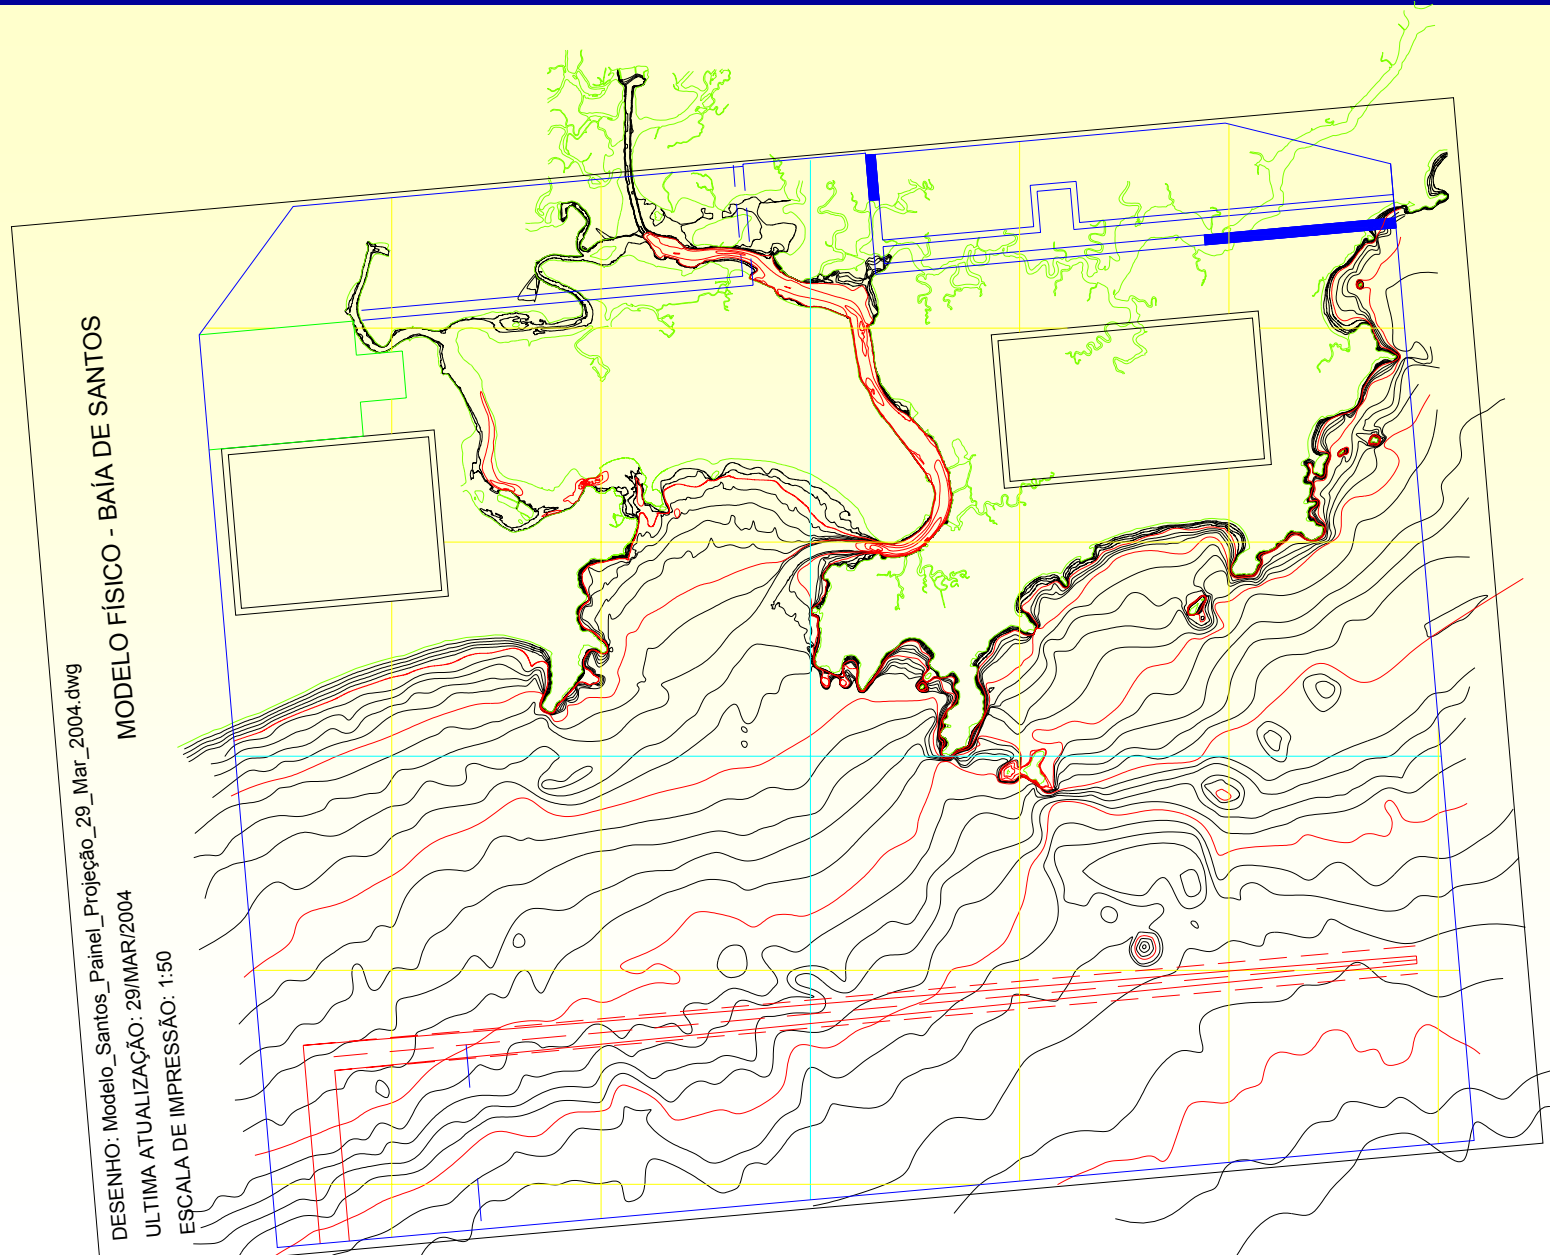 MODELO FÍSICO - BAÍA DE SANTOS
DESENHO: Modelo_Santos_Painel_Projeção_29_Mar_2004.dwg
ULTIMA ATUALIZAÇÃO: 29/MAR/2004
ESCALA DE IMPRESSÃO: 1:50